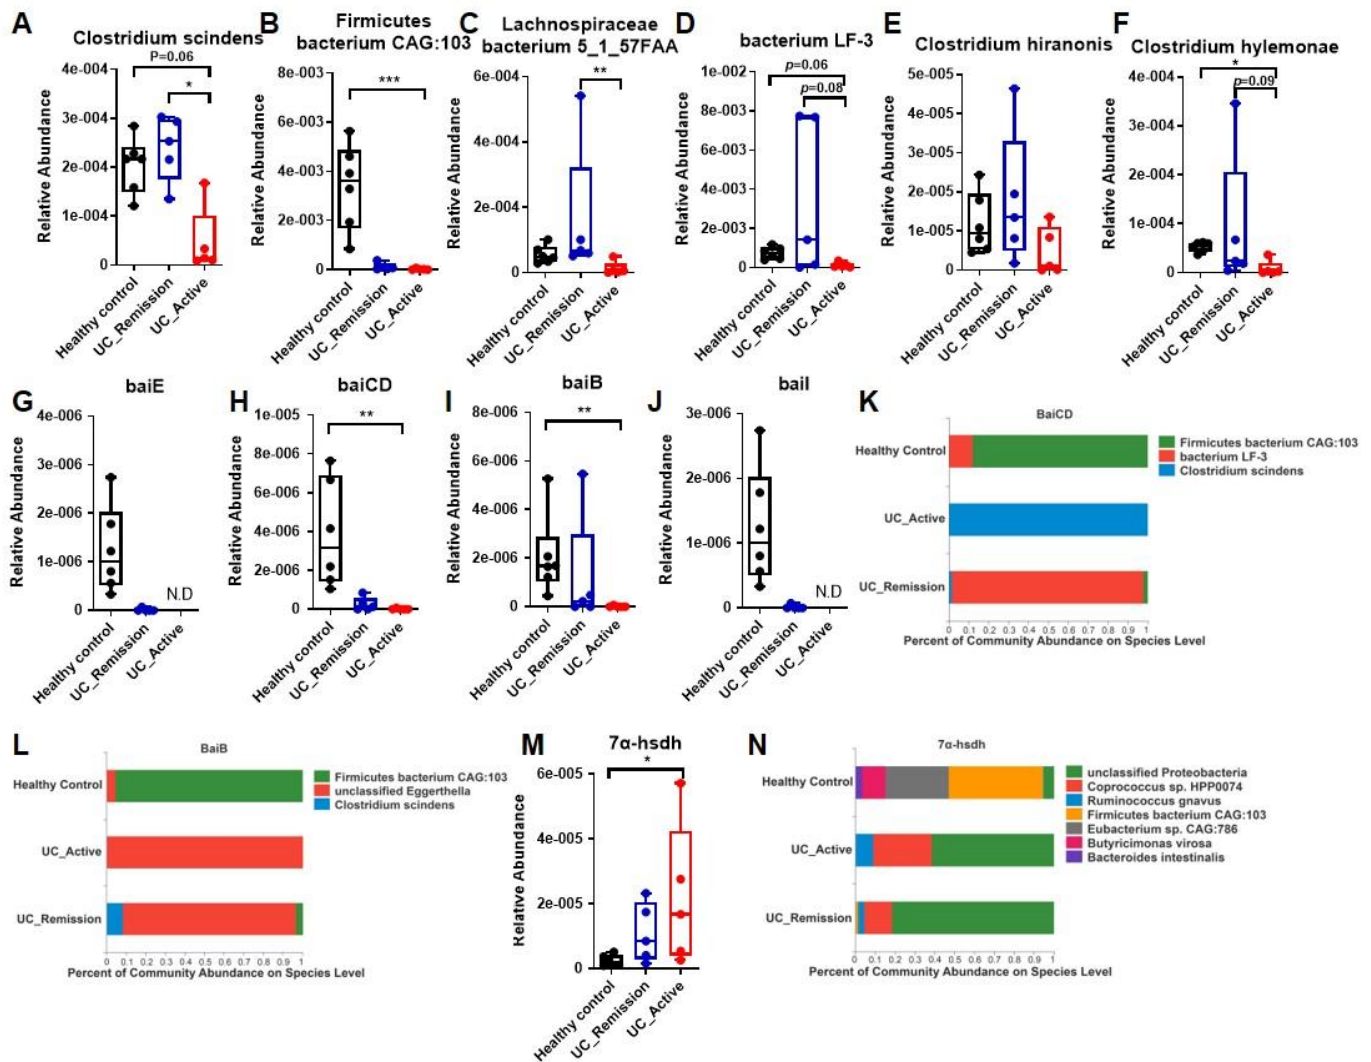 A
Clostridium scindens
P=0.06
*
Relative Abundance
4e-004
3e-004
2e-004
1e-004
0
Healthy control
UC_Remission
UC_Active
B
Firmicutes
bacterium CAG:103
***
Relative Abundance
8e-003
6e-003
4e-003
2e-003
0
Healthy control
UC_Remission
UC_Active
C
Lachnospiraceae
bacterium 5_1_57FAA
**
Relative Abundance
6e-004
4e-004
2e-004
0
Healthy control
UC_Remission
UC_Active
D
bacterium LF-3
p=0.06
p=0.08
Relative Abundance
1e-002
8e-003
6e-003
4e-003
2e-003
0
Healthy control
UC_Remission
UC_Active
E
Clostridium hiranonis
Relative Abundance
5e-005
4e-005
3e-005
2e-005
1e-005
0
Healthy control
UC_Remission
UC_Active
F
Clostridium hylemonae
*
p=0.09
Relative Abundance
4e-004
3e-004
2e-004
1e-004
0
Healthy control
UC_Remission
UC_Active
G
baiE
Relative Abundance
4e-006
3e-006
2e-006
1e-006
0
N.D
Healthy control
UC_Remission
UC_Active
H
baiCD
**
Relative Abundance
1e-005
8e-006
6e-006
4e-006
2e-006
0
Healthy control
UC_Remission
UC_Active
I
baiB
**
Relative Abundance
8e-006
6e-006
4e-006
2e-006
0
Healthy control
UC_Remission
UC_Active
J
baiI
Relative Abundance
3e-006
2e-006
1e-006
0
N.D
Healthy control
UC_Remission
UC_Active
K
BaiCD
Healthy Control
UC_Active
UC_Remission
0 0.1 0.2 0.3 0.4 0.5 0.6 0.7 0.8 0.9 1
Percent of Community Abundance on Species Level
Firmicutes bacterium CAG:103
bacterium LF-3
Clostridium scindens
L
BaiB
Healthy Control
UC_Active
UC_Remission
0 0.1 0.2 0.3 0.4 0.5 0.6 0.7 0.8 0.9 1
Percent of Community Abundance on Species Level
Firmicutes bacterium CAG:103
unclassified Eggerthella
Clostridium scindens
M
7α-hsdh
*
Relative Abundance
6e-005
4e-005
2e-005
0
Healthy control
UC_Remission
UC_Active
N
7α-hsdh
Healthy Control
UC_Active
UC_Remission
0 0.1 0.2 0.3 0.4 0.5 0.6 0.7 0.8 0.9 1
Percent of Community Abundance on Species Level
unclassified Proteobacteria
Coprococcus sp. HPP0074
Ruminococcus gnavus
Firmicutes bacterium CAG:103
Eubacterium sp. CAG:786
Butyricimonas virosa
Bacteroides intestinalis